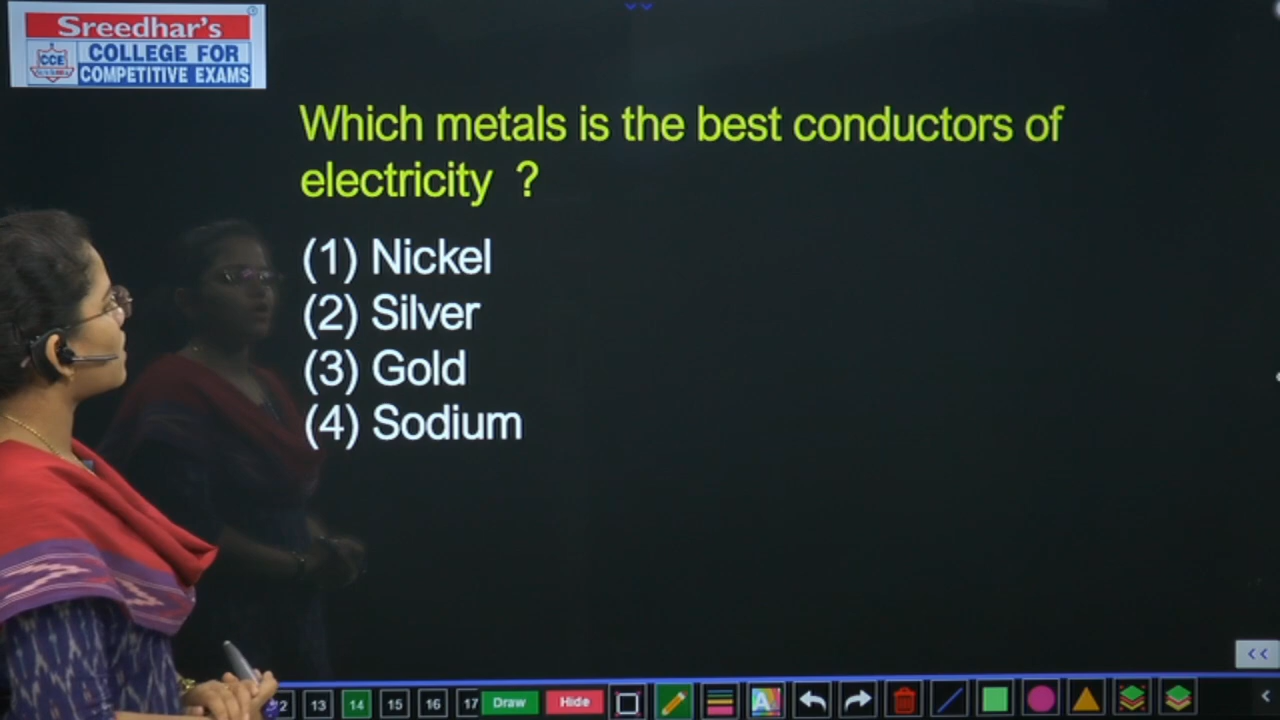 Sreedhar's
CCE
COLLEGE FOR
COMPETITIVE EXAMS
Which metals is the best conductors of
electricity ?
(1) Nickel
(2) Silver
(3) Gold
(4) Sodium
13 14 15 16 17 Draw Hide A